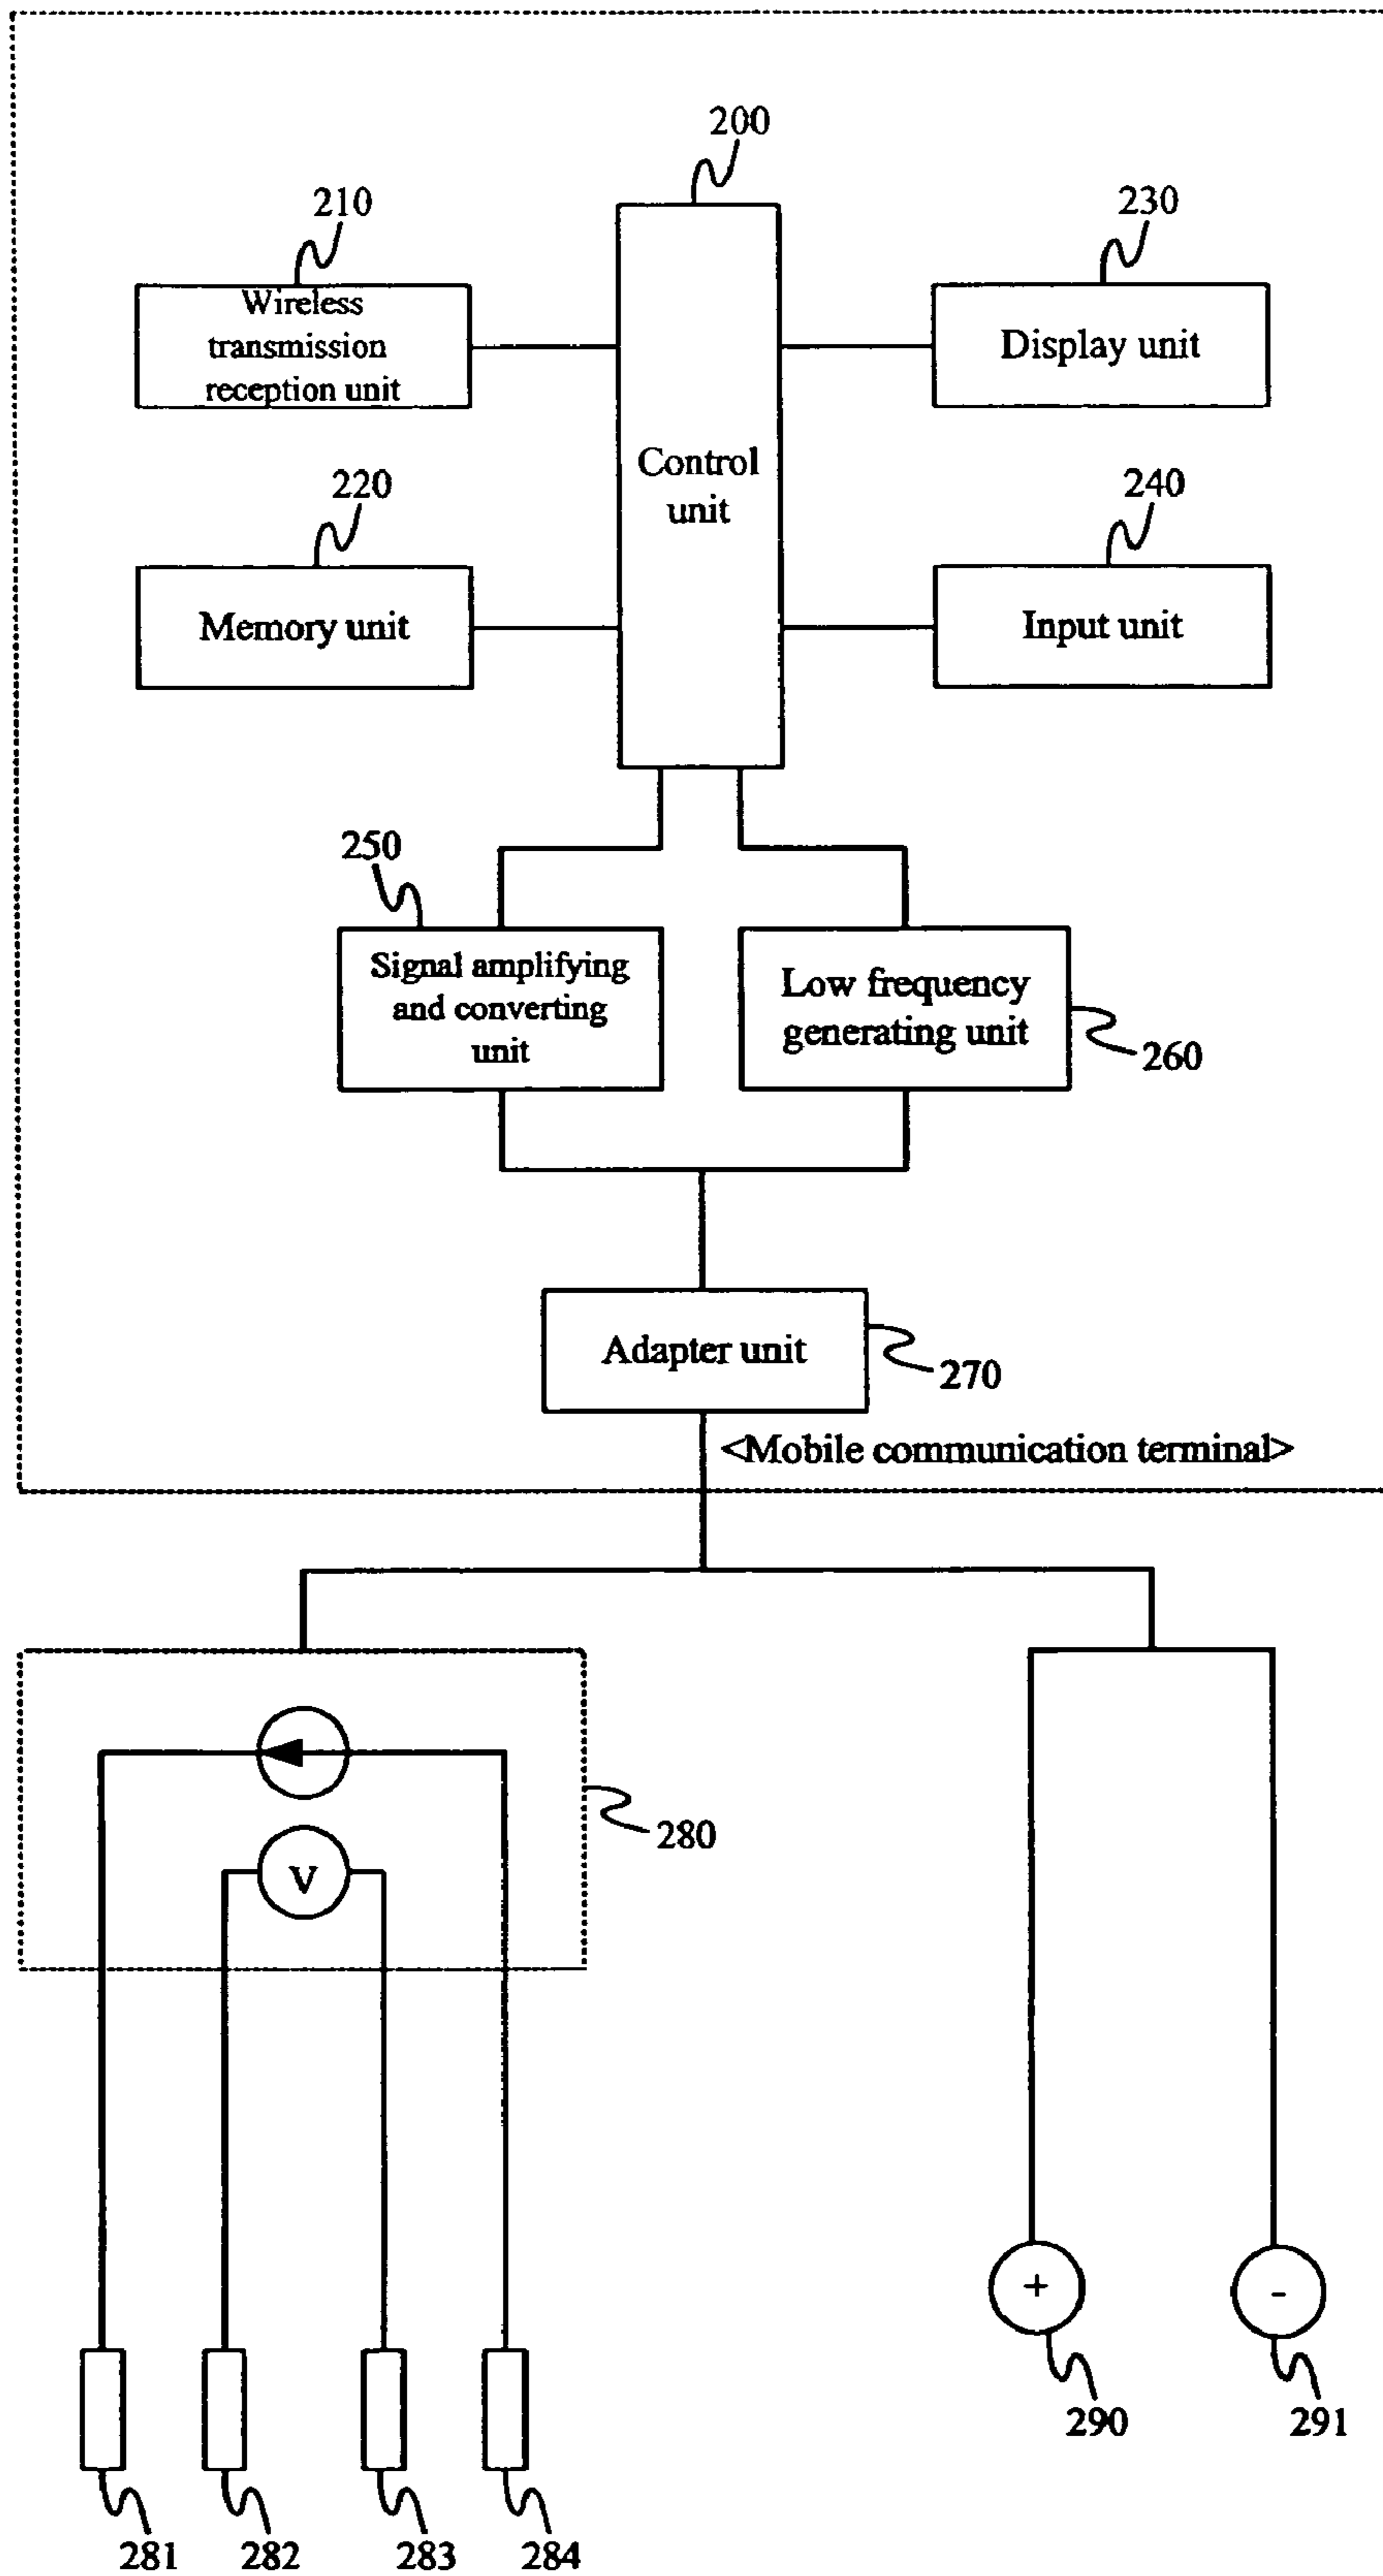 200
210
230
Wireless
transmission
reception unit
Display unit
Control
unit
220
240
Memory unit
Input unit
250
Signal amplifying
and converting
unit
Low frequency
generating unit
260
Adapter unit
270
<Mobile communication terminal>
280
V
+
-
290
291
281
282
283
284